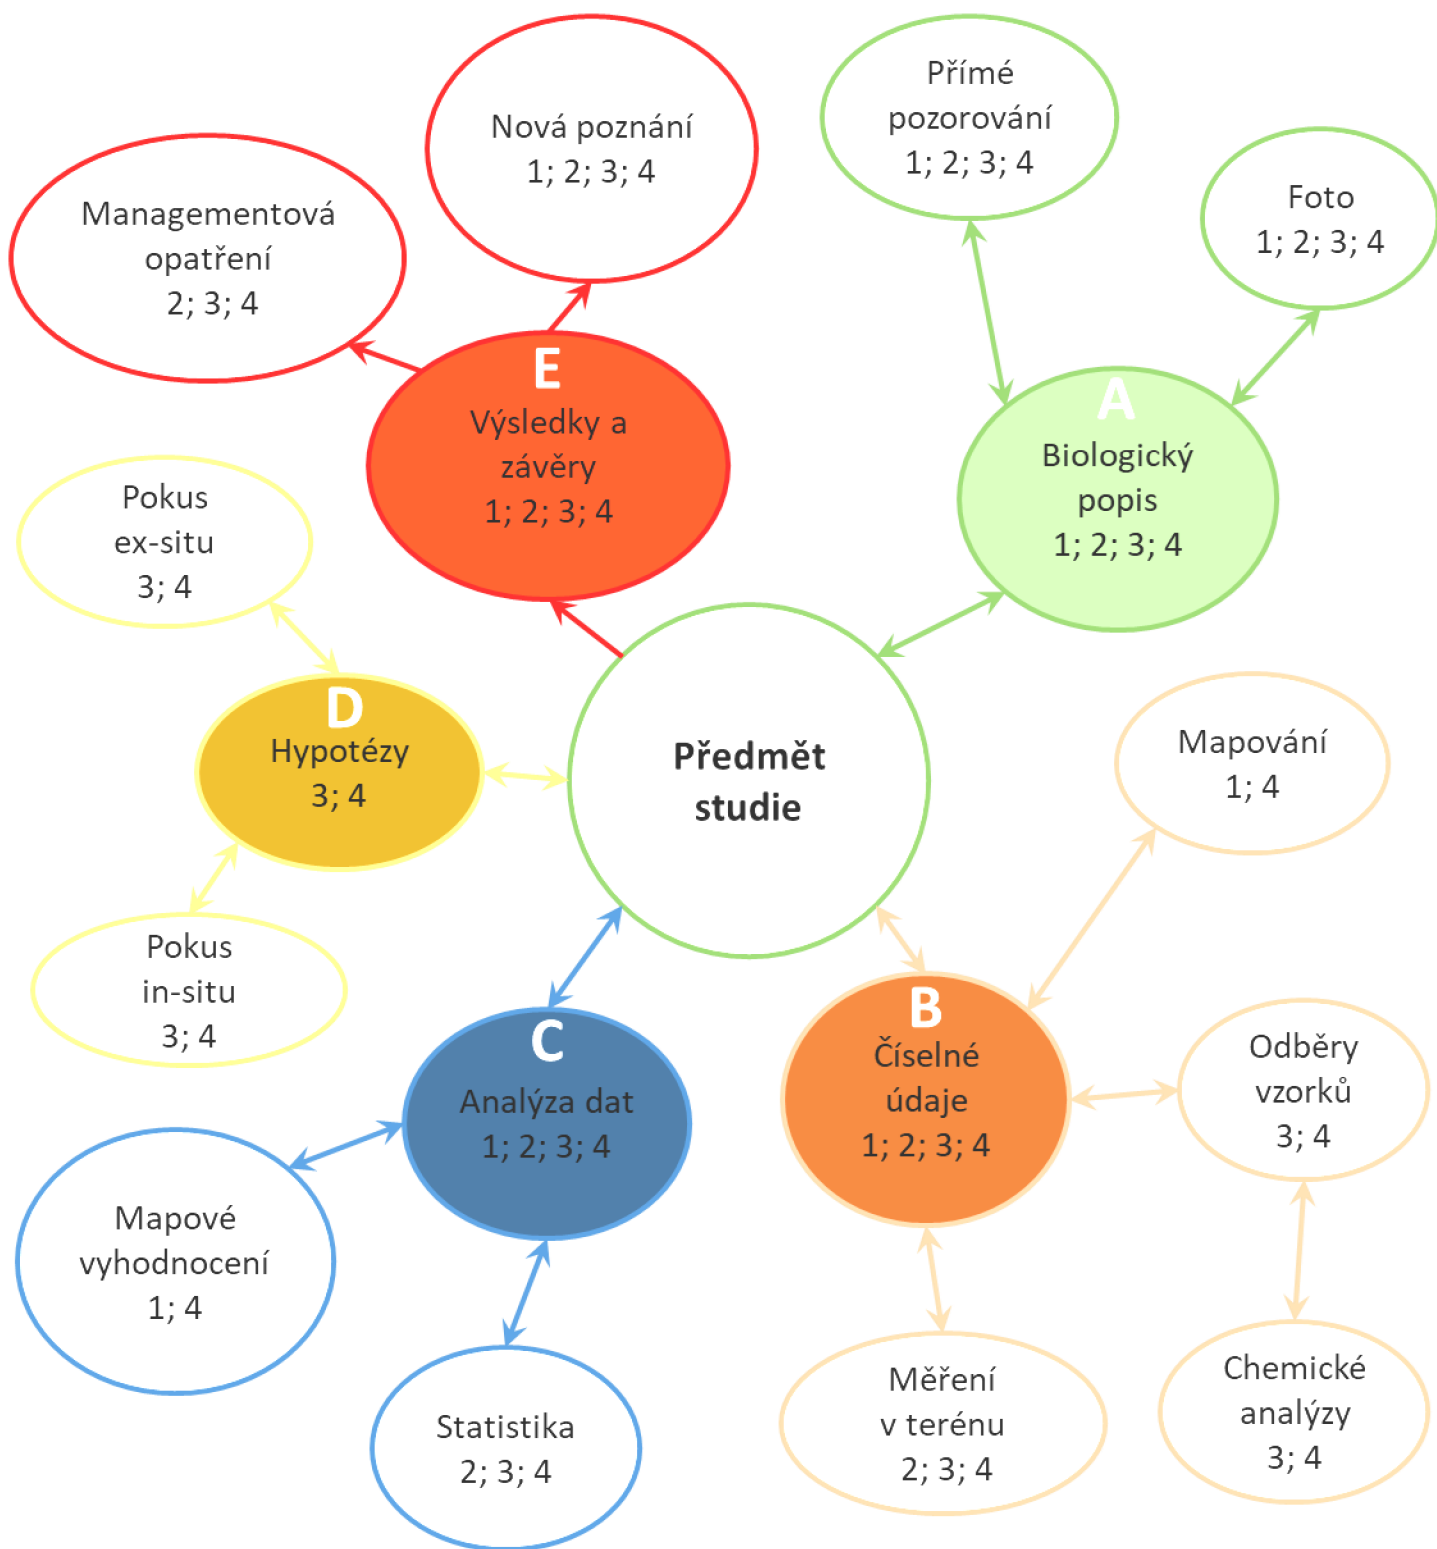 Přímé
pozorování
1; 2; 3; 4
Nová poznání
1; 2; 3; 4
Foto
1; 2; 3; 4
Managementová
opatření
2; 3; 4
E
Výsledky a
závěry
1; 2; 3; 4
A
Biologický
popis
1; 2; 3; 4
Pokus
ex-situ
3; 4
D
Hypotézy
3; 4
Předmět
studie
Mapování
1; 4
Pokus
in-situ
3; 4
C
Analýza dat
1; 2; 3; 4
B
Číselné
údaje
1; 2; 3; 4
Odběry
vzorků
3; 4
Mapové
vyhodnocení
1; 4
Statistika
2; 3; 4
Měření
v terénu
2; 3; 4
Chemické
analýzy
3; 4